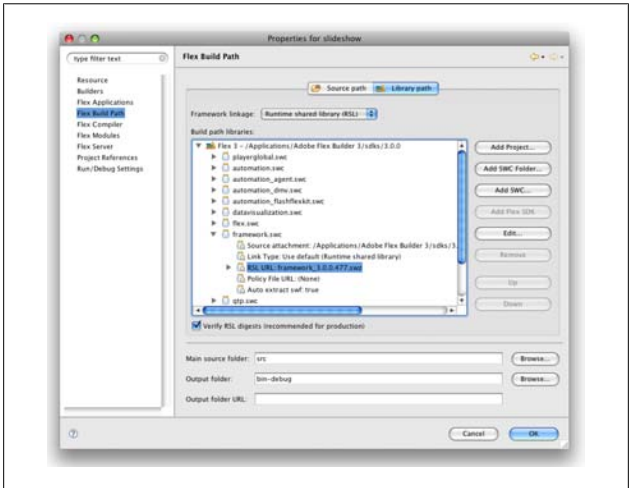 Properties for slideshow
type filter text
Resource
Builders
Flex Applications
Flex Build Path
Flex Compiler
Flex Modules
Flex Server
Project References
Run/Debug Settings
Flex Build Path
Source path
Library path
Framework linkage: Runtime shared library (RSL)
Build path libraries:
Flex 3 - /Applications/Adobe Flex Builder 3/sdks/3.0.0
playerglobal.swc
automation.swc
automation_agent.swc
automation_dmv.swc
automation_flashflexkit.swc
datavisualization.swc
flex.swc
framework.swc
Source attachment: /Applications/Adobe Flex Builder 3/sdks/3.
Link Type: Use default (Runtime shared library)
RSL URL: framework_3.0.0.477.swz
Policy File URL: (None)
Auto extract swf: true
qtp.swc
Add Project...
Add SWC Folder...
Add SWC...
Add Flex SDK
Edit...
Remove
Up
Down
Verify RSL digests (recommended for production)
Main source folder: src
Browse...
Output folder: bin-debug
Browse...
Output folder URL:
Cancel
OK